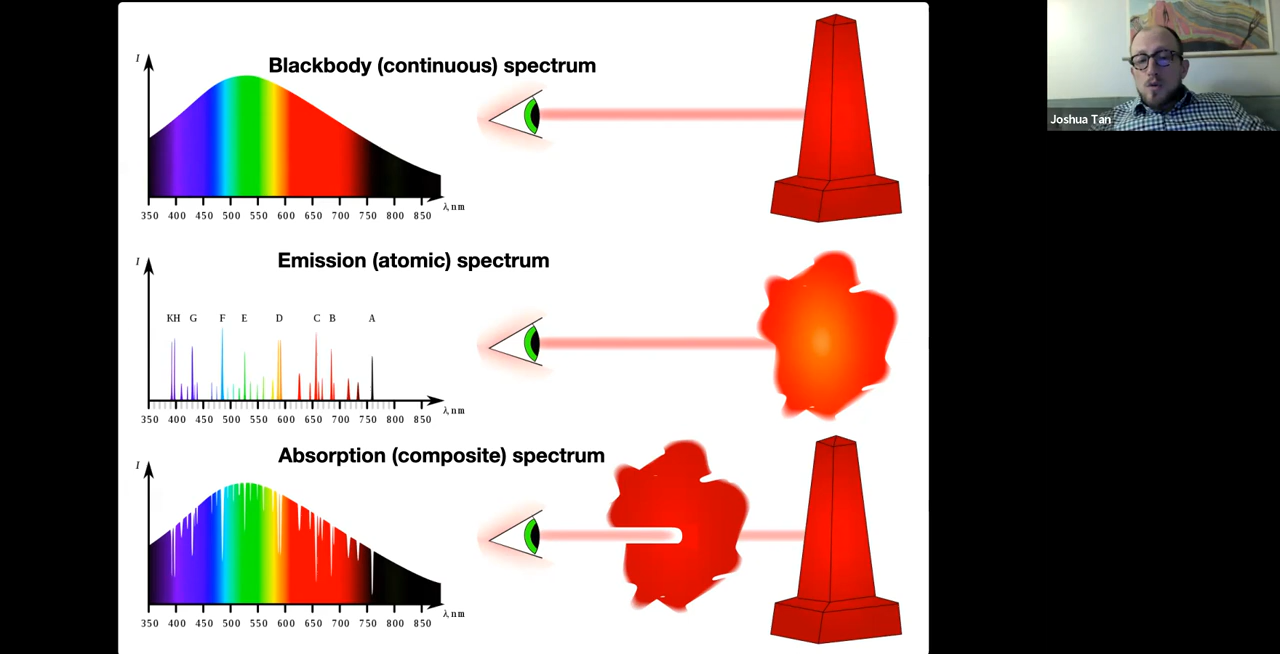 Blackbody (continuous) spectrum
I
350 400 450 500 550 600 650 700 750 800 850
λ, nm
Joshua Tan
Emission (atomic) spectrum
I
KH G F E D C B A
350 400 450 500 550 600 650 700 750 800 850
λ, nm
Absorption (composite) spectrum
I
350 400 450 500 550 600 650 700 750 800 850
λ, nm